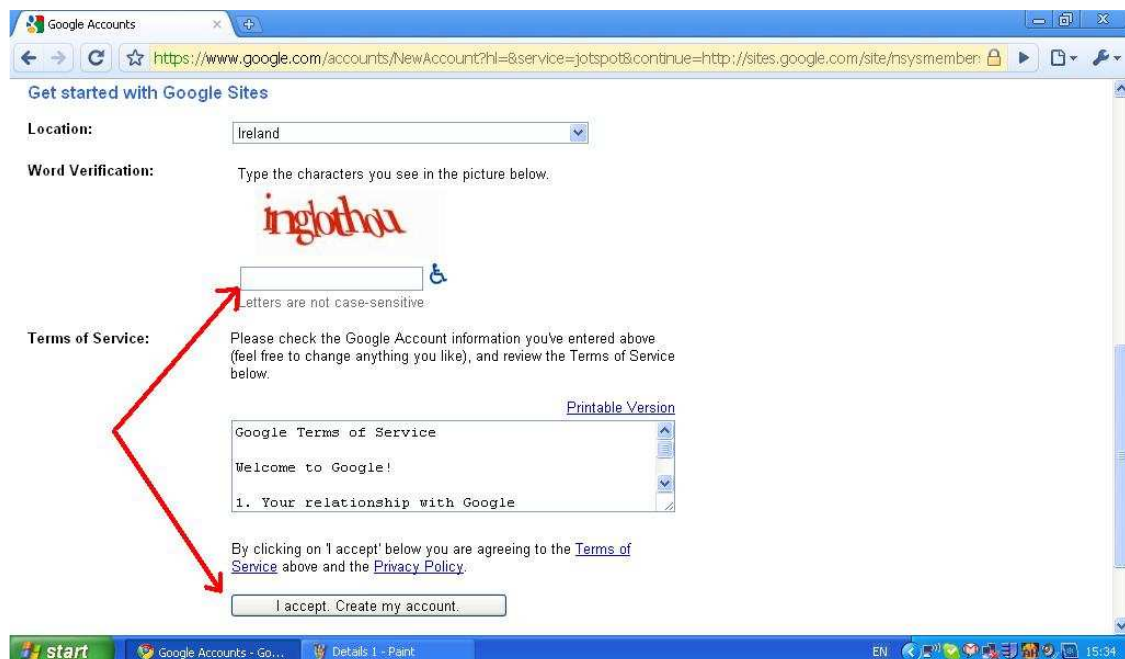 Google Accounts
https://www.google.com/accounts/NewAccount?hl=&service=jotspot&continue=http://sites.google.com/site/nsysmember
Get started with Google Sites
Location:
Ireland
Word Verification:
Type the characters you see in the picture below.
inglothou
Letters are not case-sensitive
Terms of Service:
Please check the Google Account information you've entered above
(feel free to change anything you like), and review the Terms of Service
below.
Printable Version
Google Terms of Service
Welcome to Google!
1. Your relationship with Google
By clicking on 'I accept' below you are agreeing to the Terms of
Service above and the Privacy Policy.
I accept. Create my account.
start
Google Accounts - Go...
Details 1 - Paint
EN
15:34